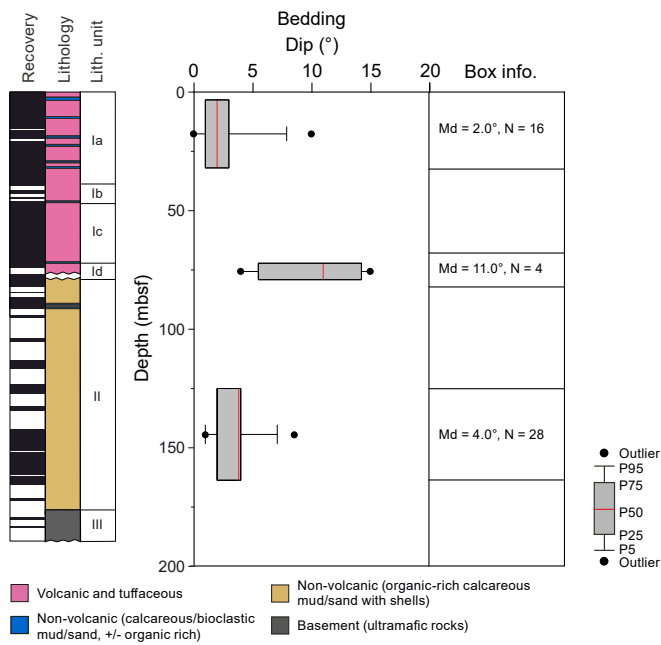 Recovery
Lithology
Lith. unit
Bedding
Dip (°)
0
5
10
15
20
Box info.
Depth (mbsf)
0
50
100
150
200
Ia
Ib
Ic
Id
II
III
Md = 2.0°, N = 16
Md = 11.0°, N = 4
Md = 4.0°, N = 28
Outlier
P95
P75
P50
P25
P5
Outlier
Volcanic and tuffaceous
Non-volcanic (calcareous/bioclastic
mud/sand, +/- organic rich)
Non-volcanic (organic-rich calcareous
mud/sand with shells)
Basement (ultramafic rocks)